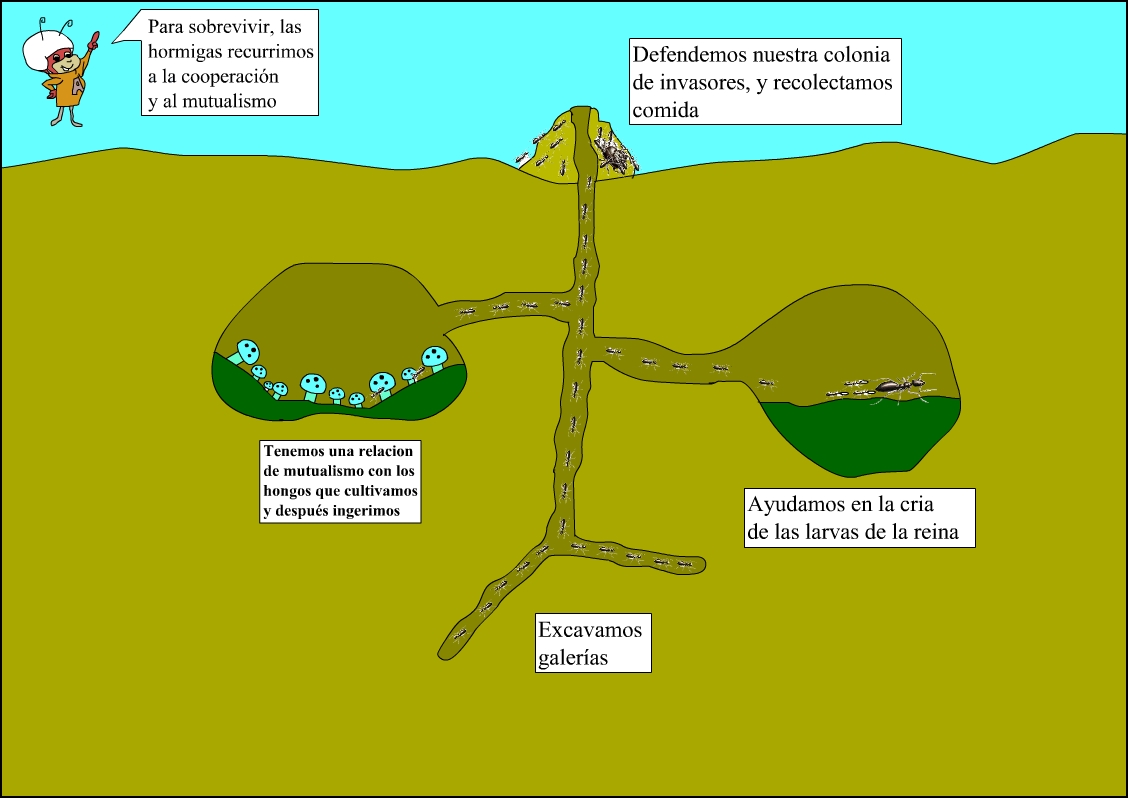 Para sobrevivir, las
hormigas recurrimos
a la cooperación
y al mutualismo
Defendemos nuestra colonia
de invasores, y recolectamos
comida
Tenemos una relacion
de mutualismo con los
hongos que cultivamos
y después ingerimos
Ayudamos en la cria
de las larvas de la reina
Excavamos
galerías
A